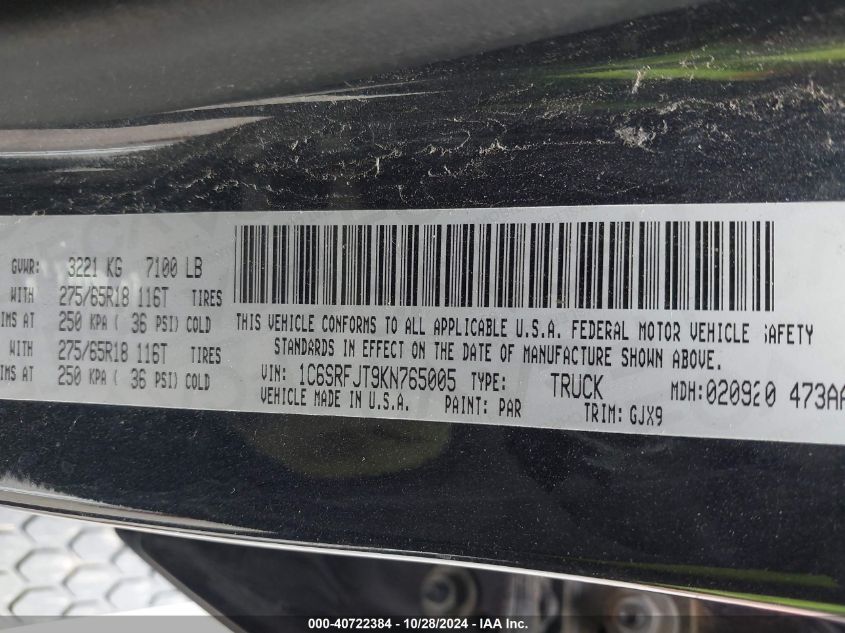 GVWR: 3221 KG 7100 LB
WITH 275/65R18 116T TIRES
IMS AT 250 KPA ( 36 PSI) COLD
WITH 275/65R18 116T TIRES
IMS AT 250 KPA ( 36 PSI) COLD
THIS VEHICLE CONFORMS TO ALL APPLICABLE U.S.A. FEDERAL MOTOR VEHICLE SAFETY
STANDARDS IN EFFECT ON THE DATE OF MANUFACTURE SHOWN ABOVE.
VIN: 1C6SRFJT9KN765005 TYPE: TRUCK MDH:020920 473AA
VEHICLE MADE IN U.S.A. PAINT: PAR TRIM: GJX9
000-40722384 - 10/28/2024 - IAA Inc.